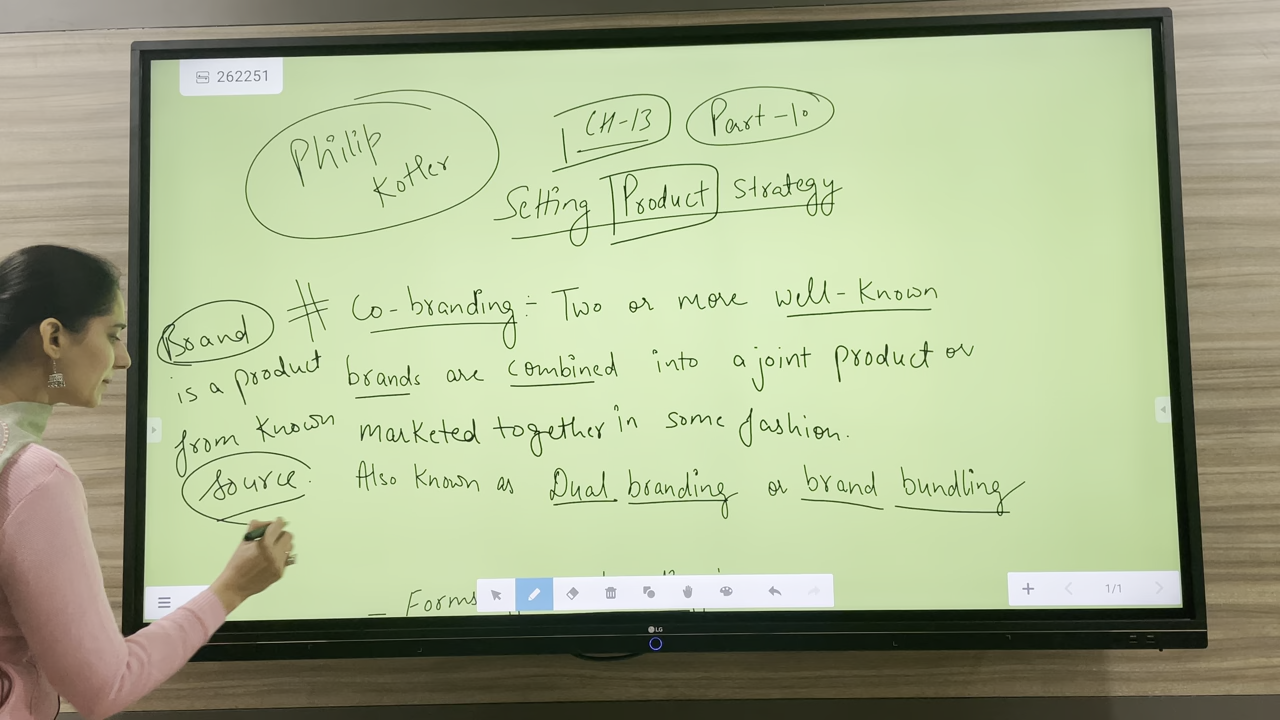 262251
Philip
Kotler
CH-13
Part-10
Setting Product Strategy
Brand
is a product
from known
source.
# Co-branding:- Two or more well-known
brands are combined into a joint product or
marketed together in some fashion.
Also known as Dual branding or brand bundling
- Forms
1/1
LG